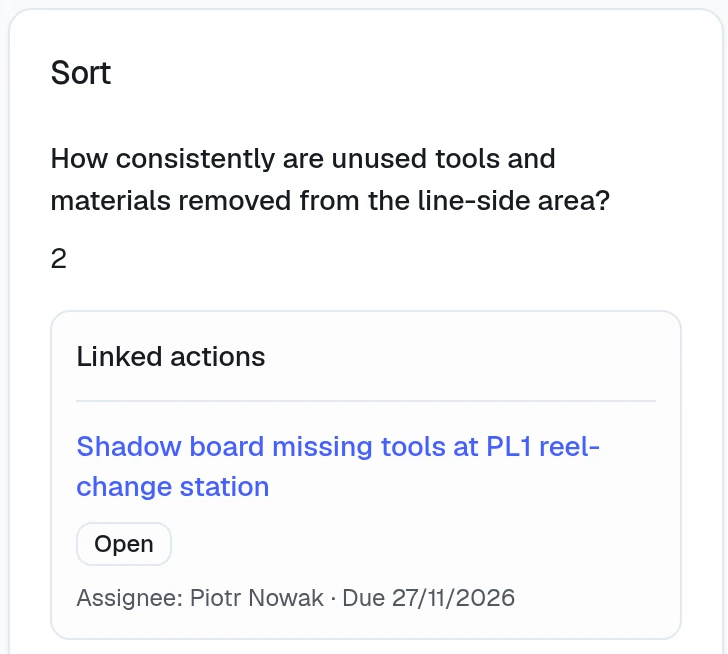 Sort
How consistently are unused tools and
materials removed from the line-side area?
2
Linked actions
Shadow board missing tools at PL1 reel-
change station
Open
Assignee: Piotr Nowak · Due 27/11/2026